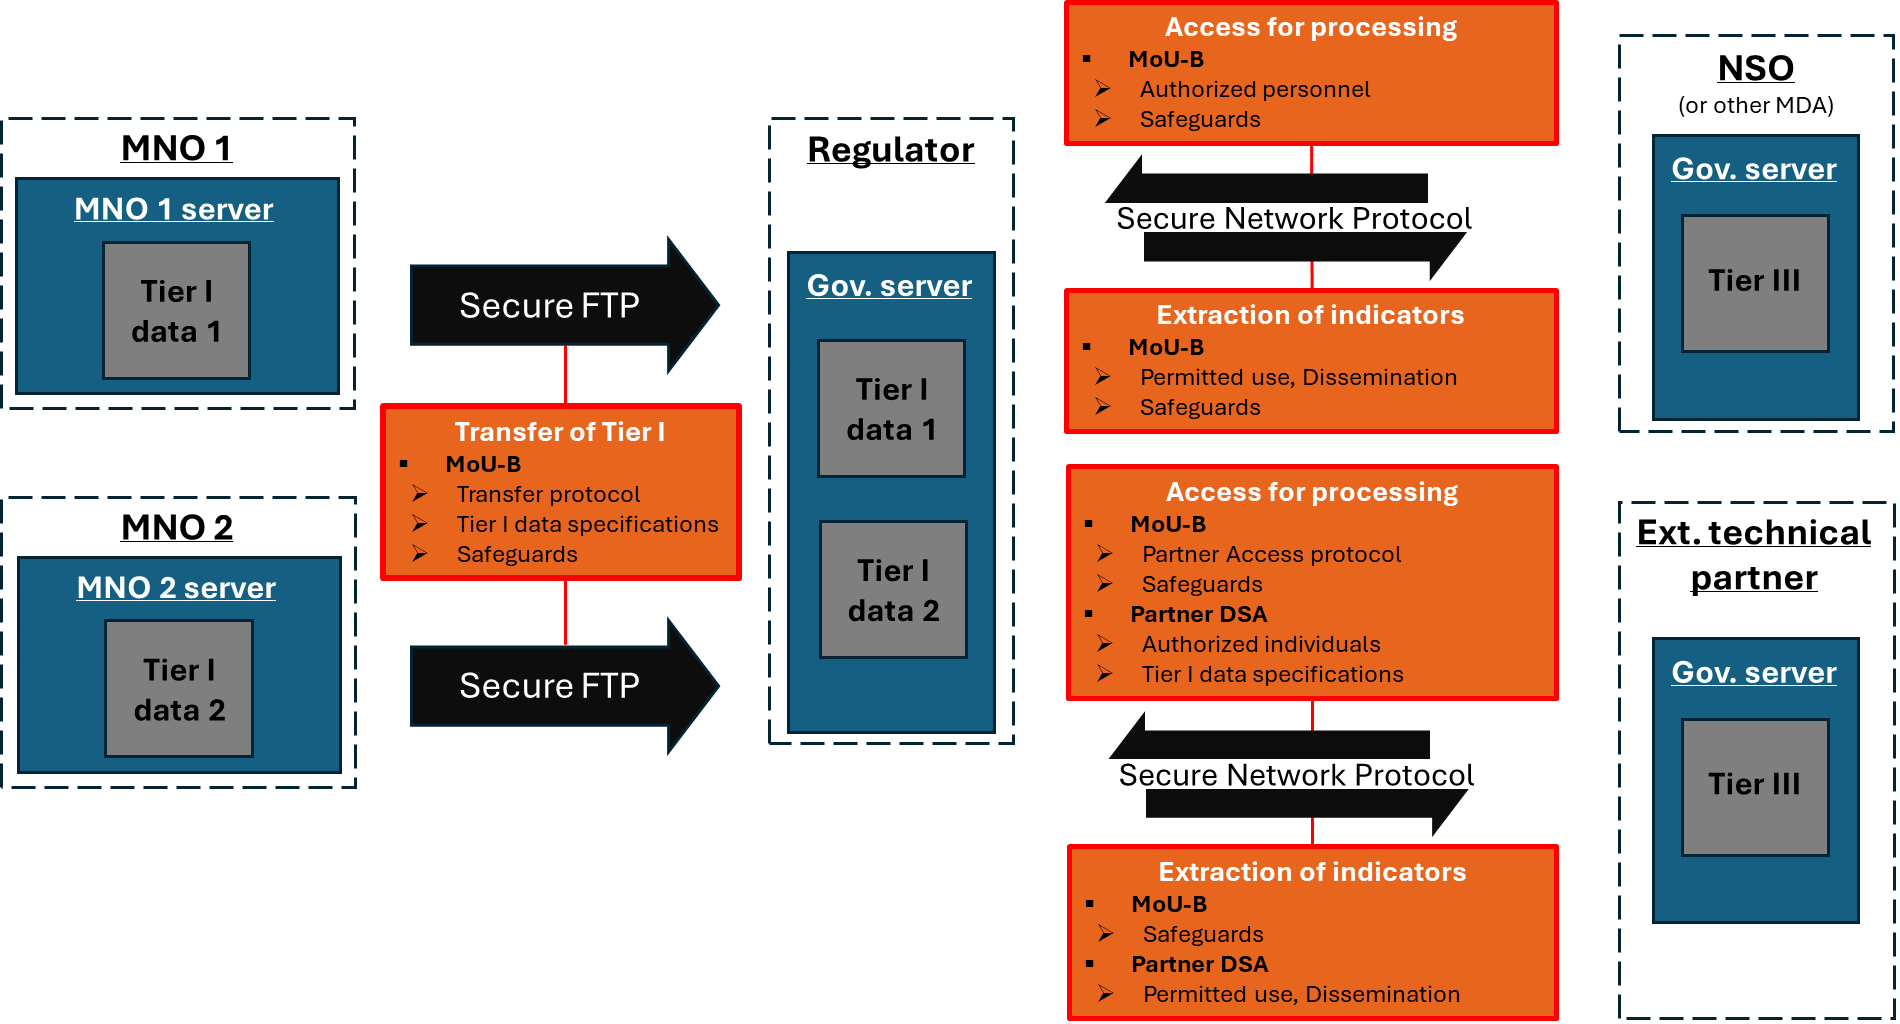 MNO 1
MNO 1 server
Tier I
data 1
MNO 2
MNO 2 server
Tier I
data 2
Secure FTP
Transfer of Tier I
▪ MoU-B
➢ Transfer protocol
➢ Tier I data specifications
➢ Safeguards
Secure FTP
Regulator
Gov. server
Tier I
data 1
Tier I
data 2
Access for processing
▪ MoU-B
➢ Authorized personnel
➢ Safeguards
Secure Network Protocol
Extraction of indicators
▪ MoU-B
➢ Permitted use, Dissemination
➢ Safeguards
Access for processing
▪ MoU-B
➢ Partner Access protocol
➢ Safeguards
▪ Partner DSA
➢ Authorized individuals
➢ Tier I data specifications
Secure Network Protocol
Extraction of indicators
▪ MoU-B
➢ Safeguards
▪ Partner DSA
➢ Permitted use, Dissemination
NSO
(or other MDA)
Gov. server
Tier III
Ext. technical
partner
Gov. server
Tier III